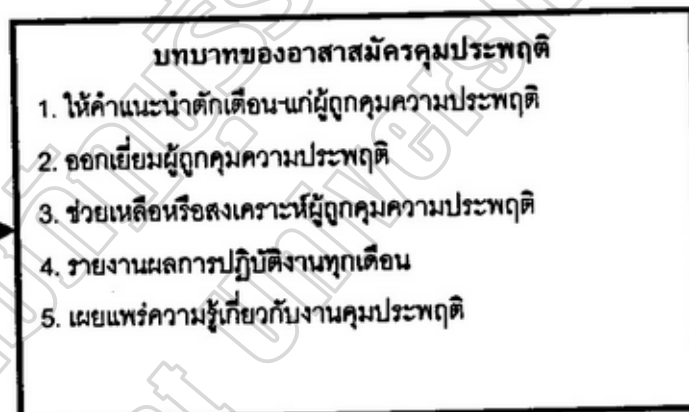 บทบาทของอาสาสมัครคุมประพฤติ
1. ให้คำแนะนำตักเตือนแก่ผู้ถูกคุมความประพฤติ
2. ออกเยี่ยมผู้ถูกคุมความประพฤติ
3. ช่วยเหลือหรือสงเคราะห์ผู้ถูกคุมความประพฤติ
4. รายงานผลการปฏิบัติงานทุกเดือน
5. เผยแพร่ความรู้เกี่ยวกับงานคุมประพฤติ